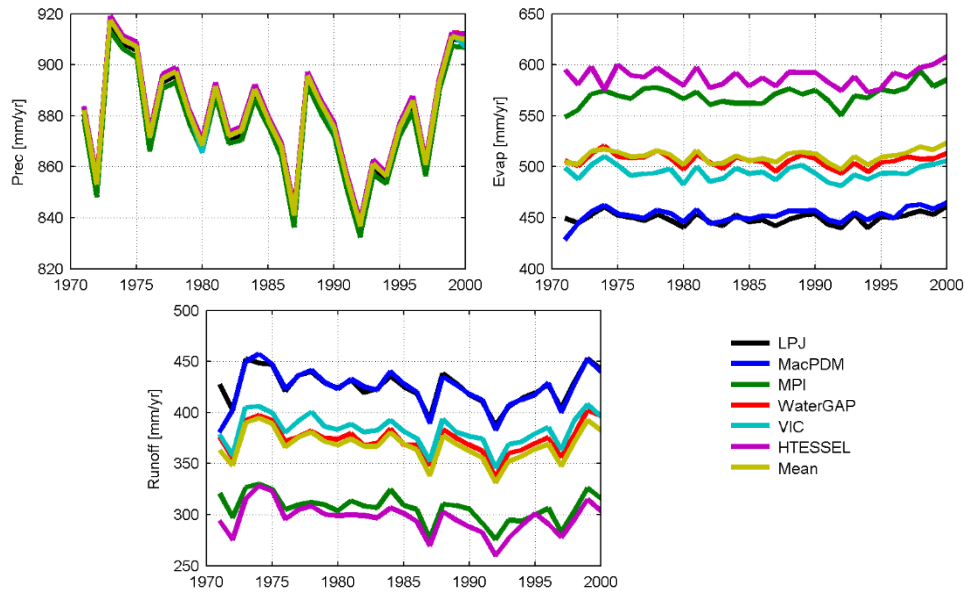 Prec [mm/yr]
920
900
880
860
840
820
1970 1975 1980 1985 1990 1995 2000
Evap [mm/yr]
650
600
550
500
450
400
1970 1975 1980 1985 1990 1995 2000
Runoff [mm/yr]
500
450
400
350
300
250
1970 1975 1980 1985 1990 1995 2000
LPJ
MacPDM
MPI
WaterGAP
VIC
HTESSEL
Mean